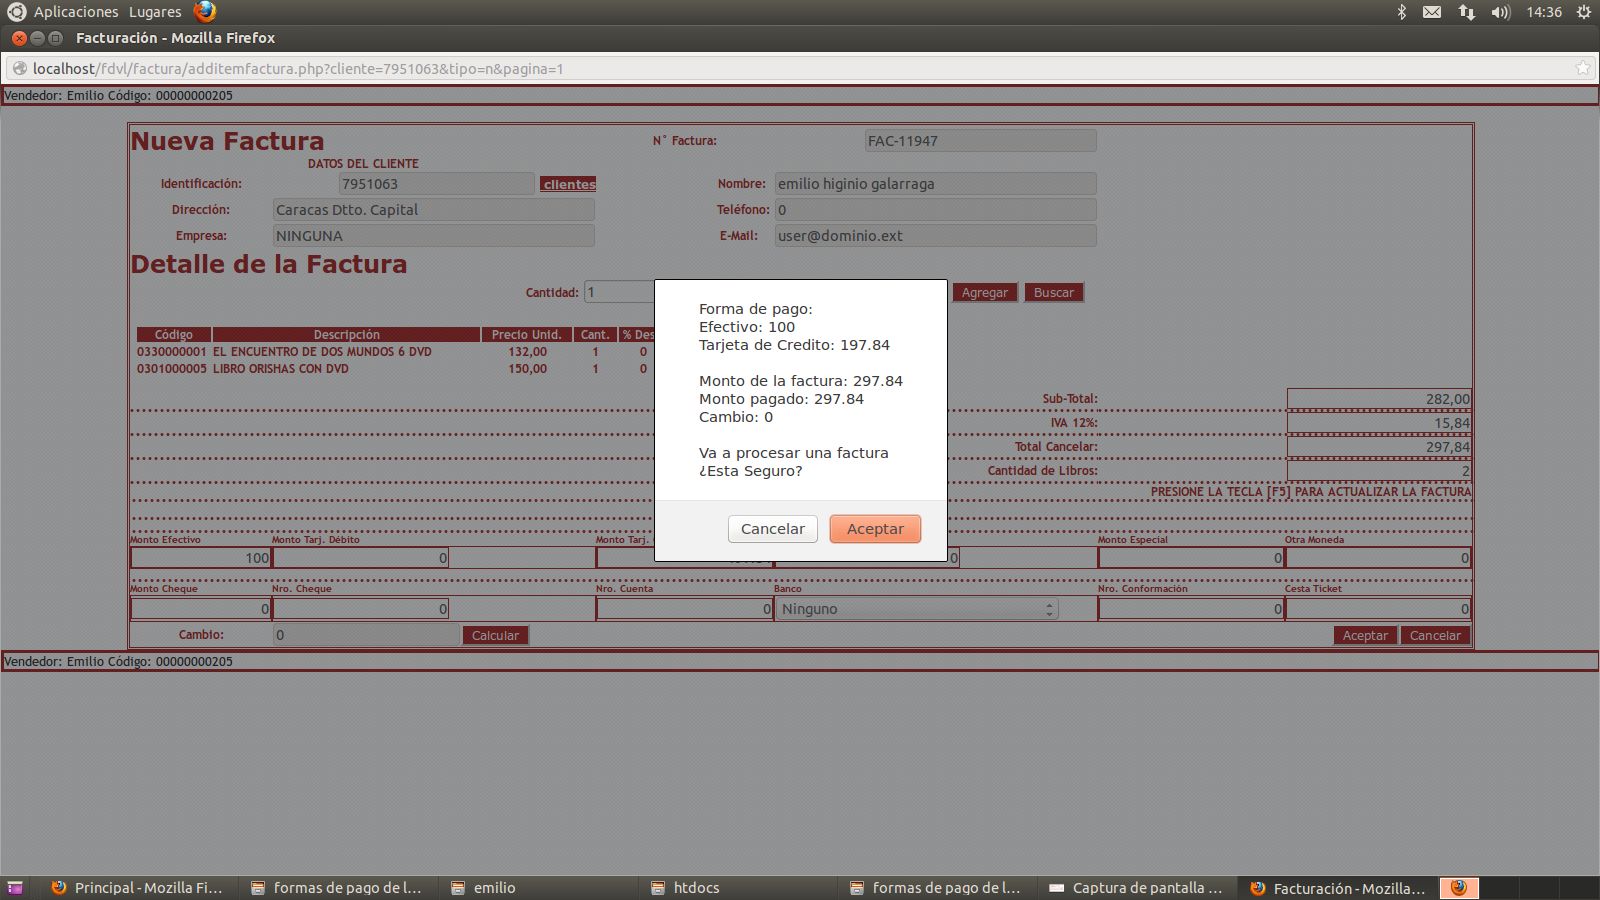 Aplicaciones Lugares 14:36
Facturación - Mozilla Firefox
localhost/fdvl/factura/additemfactura.php?cliente=7951063&tipo=n&pagina=1
Vendedor: Emilio Código: 00000000205
Nueva Factura
N° Factura: FAC-11947
DATOS DEL CLIENTE
Identificación: 7951063 clientes Nombre: emilio higinio galarraga
Dirección: Caracas Dtto. Capital Teléfono: 0
Empresa: NINGUNA E-Mail: user@dominio.ext
Detalle de la Factura
Cantidad: 1 Agregar Buscar
Código Descripción Precio Unid. Cant. % Des
0330000001 EL ENCUENTRO DE DOS MUNDOS 6 DVD 132,00 1 0
0301000005 LIBRO ORISHAS CON DVD 150,00 1 0
Forma de pago:
Efectivo: 100
Tarjeta de Credito: 197.84
Monto de la factura: 297.84
Monto pagado: 297.84
Cambio: 0
Va a procesar una factura
¿Esta Seguro?
Cancelar Aceptar
Sub-Total: 282,00
IVA 12%: 15,84
Total Cancelar: 297,84
Cantidad de Libros: 2
PRESIONE LA TECLA [F5] PARA ACTUALIZAR LA FACTURA
Monto Efectivo Monto Tarj. Débito Monto Tarj. Monto Especial Otra Moneda
100 0 0 0 0
Monto Cheque Nro. Cheque Nro. Cuenta Banco Nro. Conformación Cesta Ticket
0 0 0 Ninguno 0 0
Cambio: 0 Calcular Aceptar Cancelar
Vendedor: Emilio Código: 00000000205
Principal - Mozilla Fi... formas de pago de l... emilio htdocs formas de pago de l... Captura de pantalla ... Facturación - Mozilla...